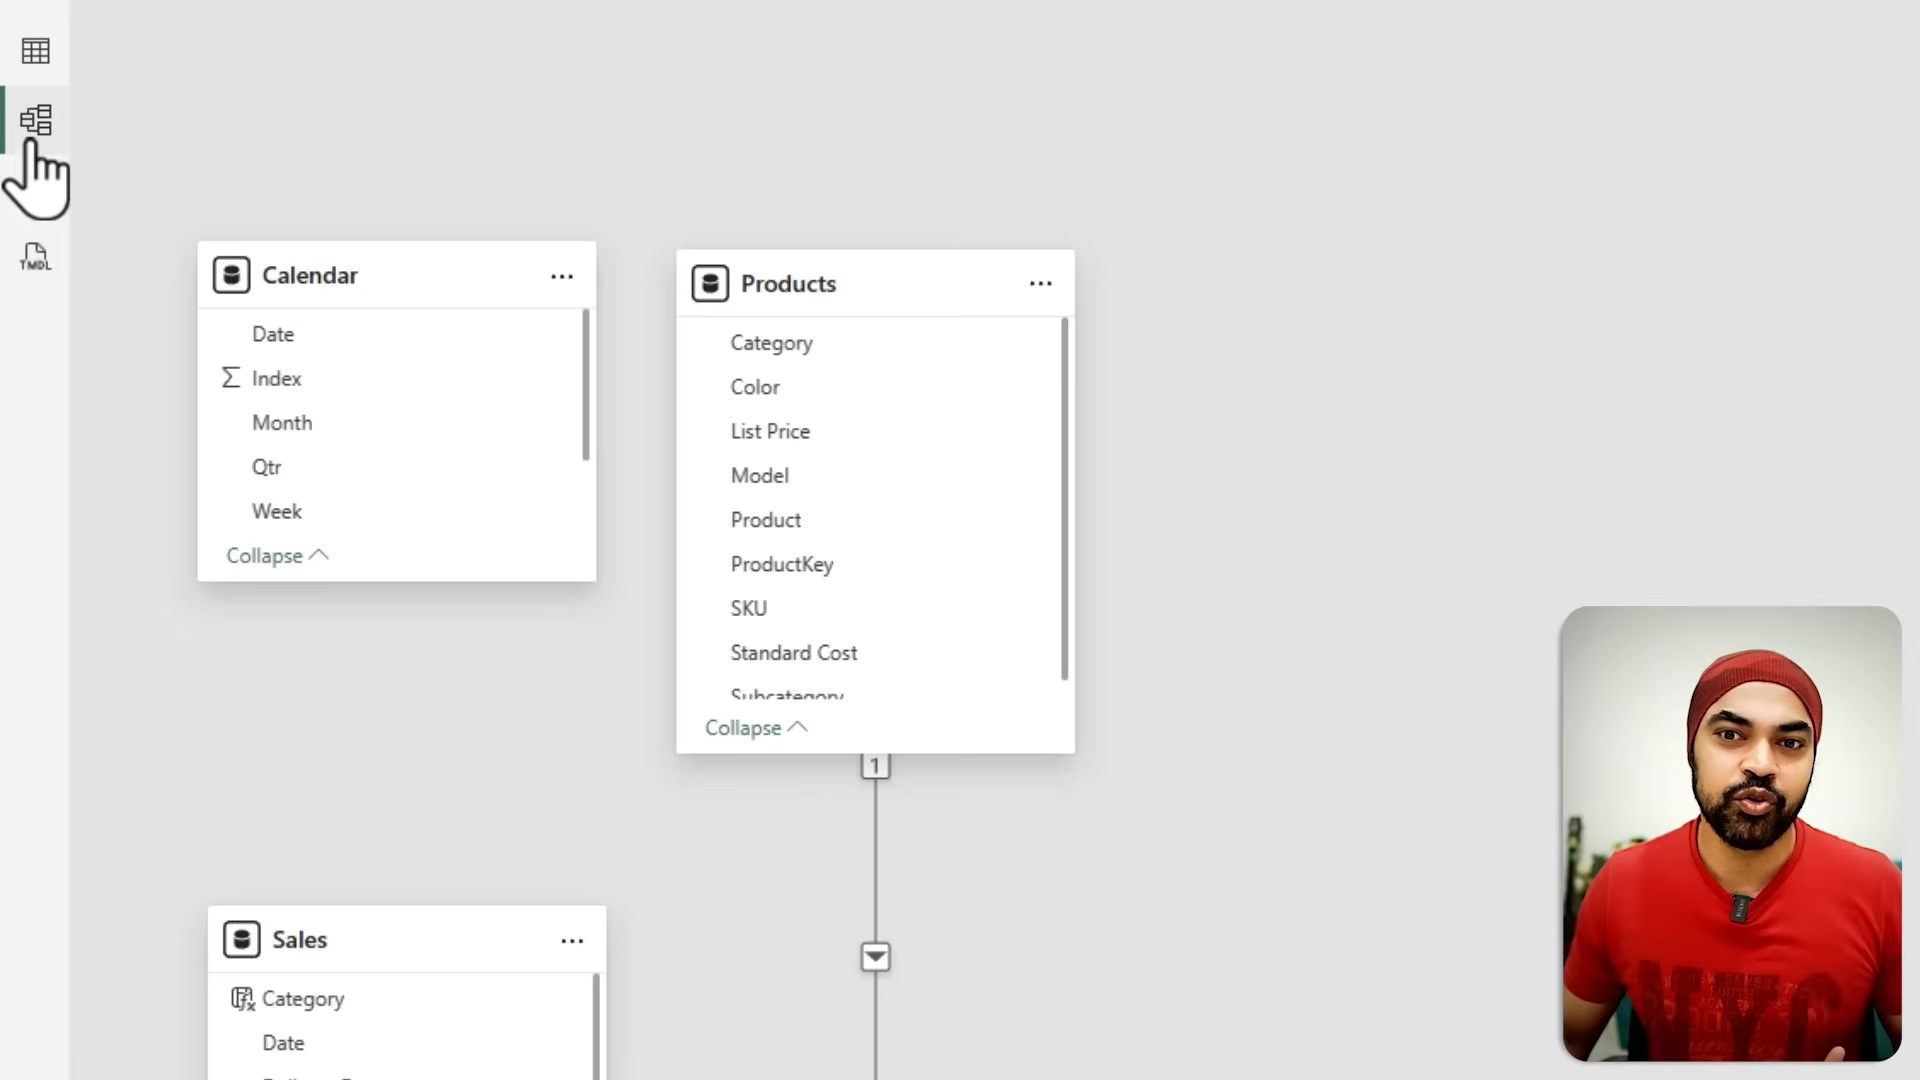 TMDL
Calendar
Date
Index
Month
Qtr
Week
Collapse
Products
Category
Color
List Price
Model
Product
ProductKey
SKU
Standard Cost
Subcategory
Collapse
1
Sales
Category
Date